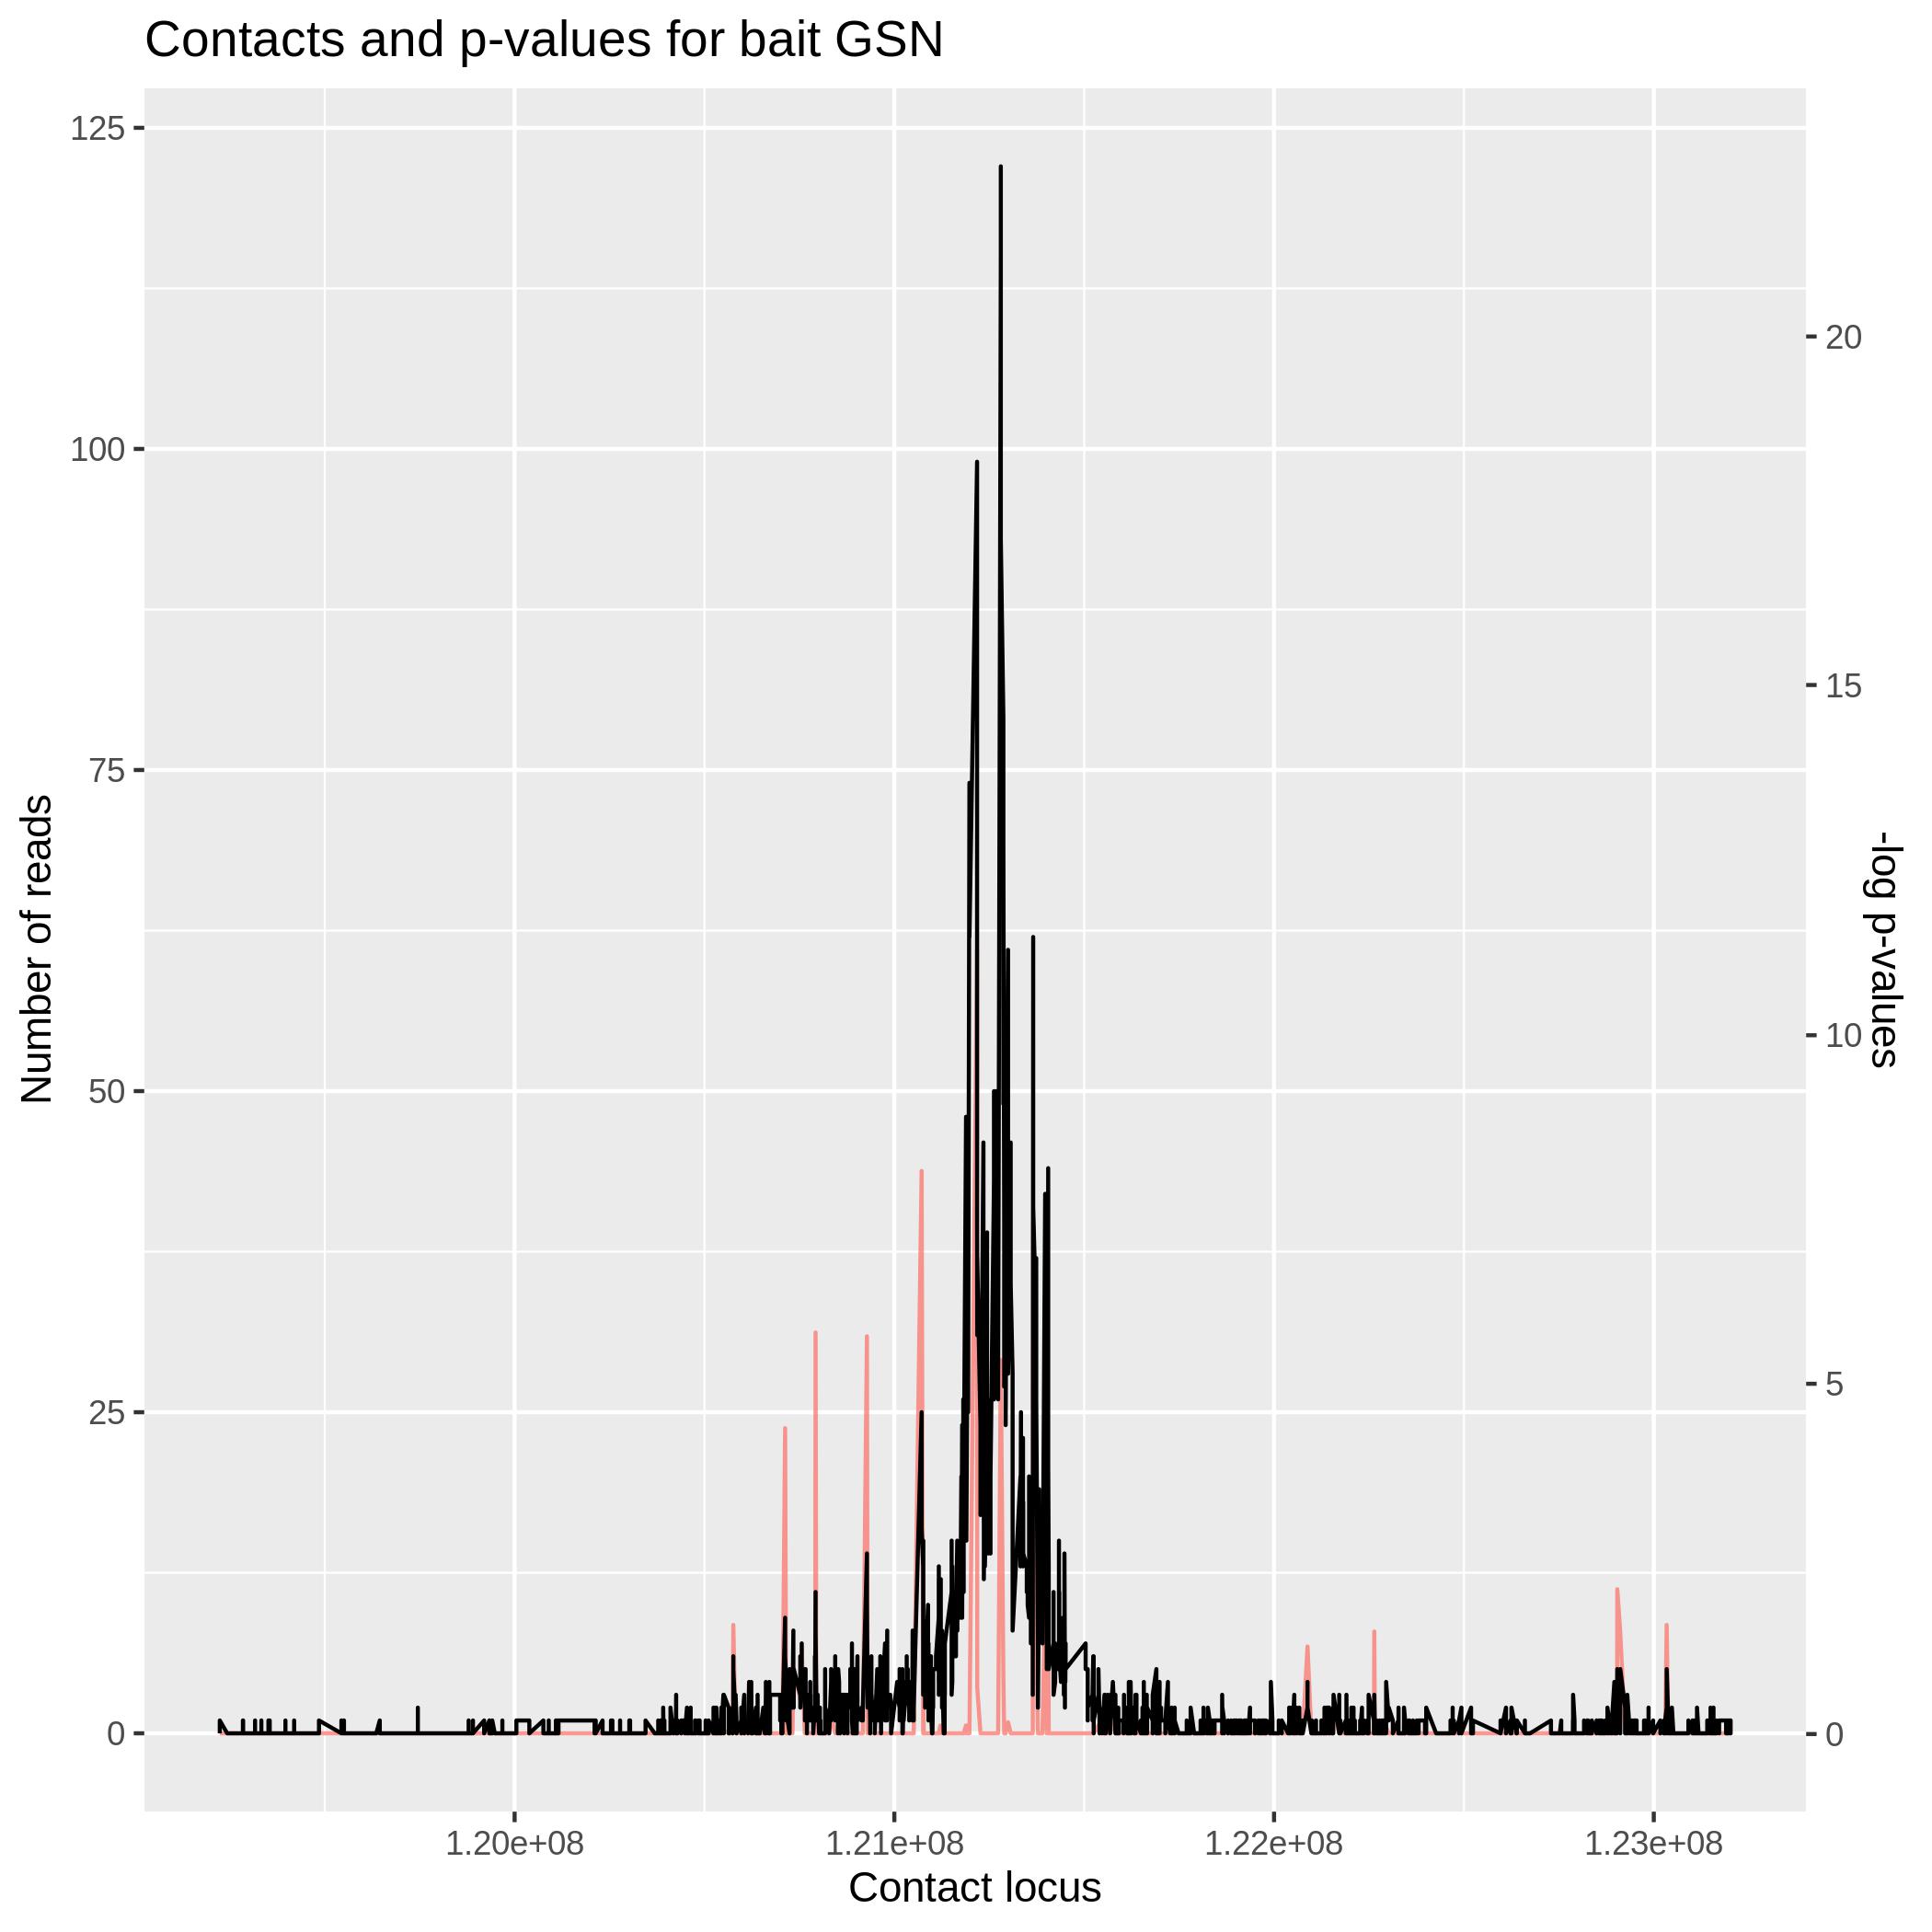 Contacts and p-values for bait GSN
125
100
75
50
25
0
Number of reads
20
15
10
5
0
-log p-values
1.20e+08
1.21e+08
1.22e+08
1.23e+08
Contact locus